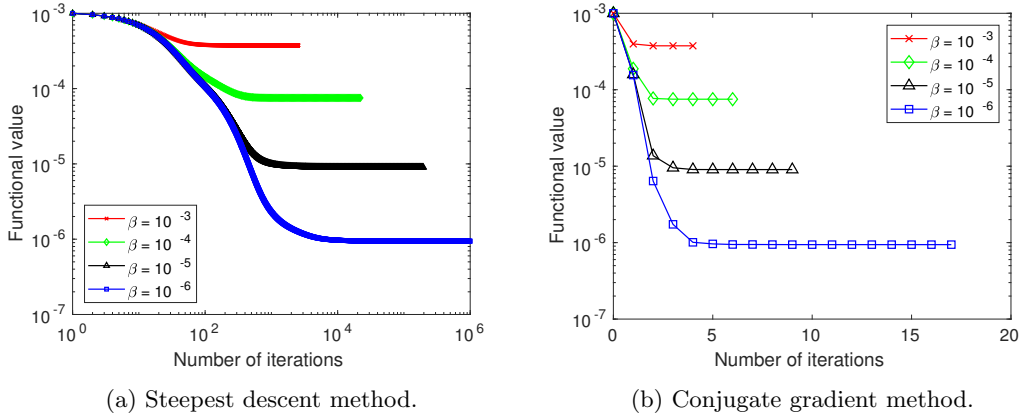 10^-3
10^-4
10^-5
10^-6
10^-7
Functional value
β = 10^-3
β = 10^-4
β = 10^-5
β = 10^-6
10^0 10^2 10^4 10^6
Number of iterations
(a) Steepest descent method.
10^-3
10^-4
10^-5
10^-6
10^-7
Functional value
β = 10^-3
β = 10^-4
β = 10^-5
β = 10^-6
0 5 10 15 20
Number of iterations
(b) Conjugate gradient method.